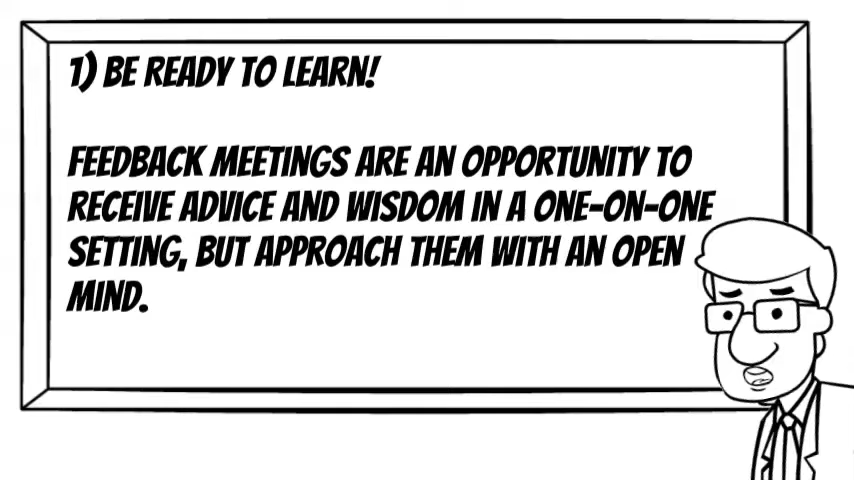 1) BE READY TO LEARN!
FEEDBACK MEETINGS ARE AN OPPORTUNITY TO
RECEIVE ADVICE AND WISDOM IN A ONE-ON-ONE
SETTING, BUT APPROACH THEM WITH AN OPEN
MIND.